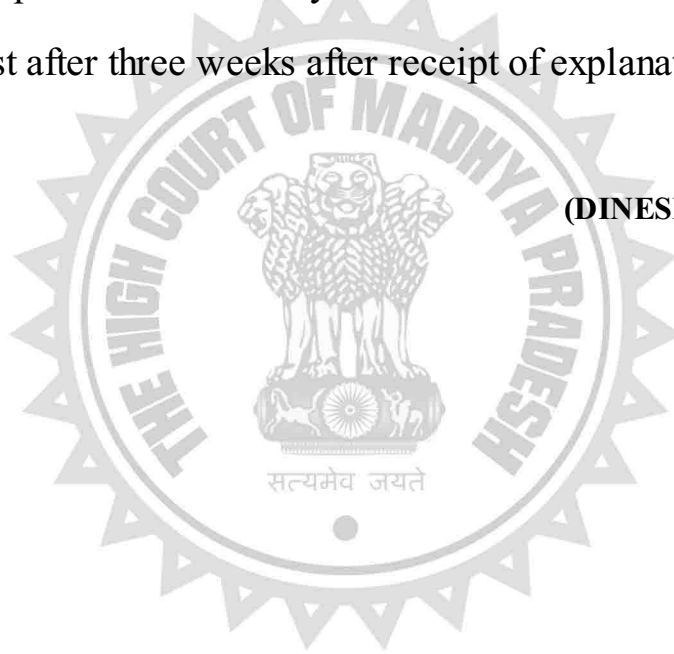 st after three weeks after receipt of explana
(DINES
THE HIGH COURT OF MADHYA PRADESH
सत्यमेव जयते